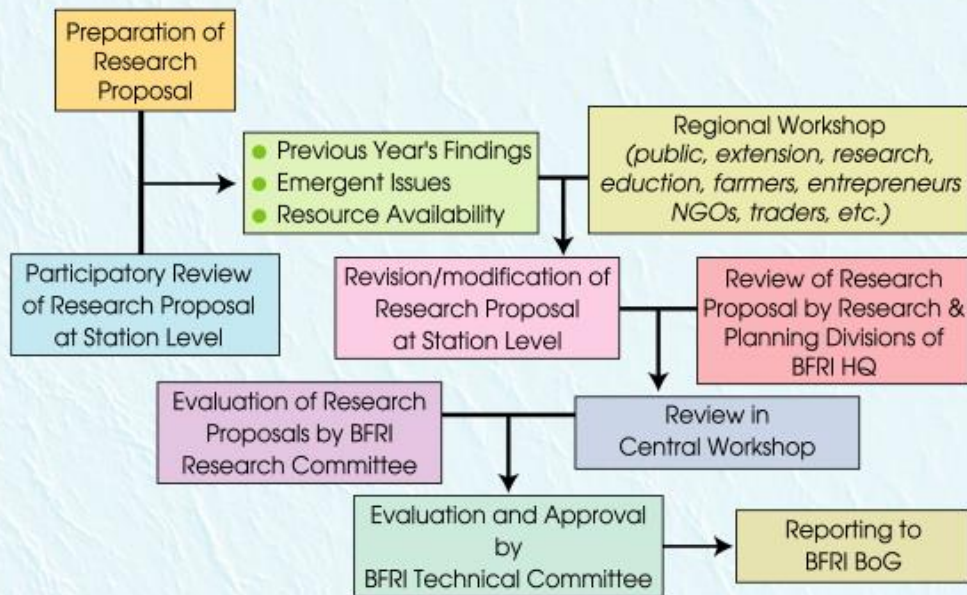 Preparation of
Research
Proposal
● Previous Year's Findings
● Emergent Issues
● Resource Availability
Regional Workshop
(public, extension, research,
eduction, farmers, entrepreneurs
NGOs, traders, etc.)
Participatory Review
of Research Proposal
at Station Level
Revision/modification of
Research Proposal
at Station Level
Review of Research
Proposal by Research &
Planning Divisions of
BFRI HQ
Evaluation of Research
Proposals by BFRI
Research Committee
Review in
Central Workshop
Evaluation and Approval
by
BFRI Technical Committee
Reporting to
BFRI BoG